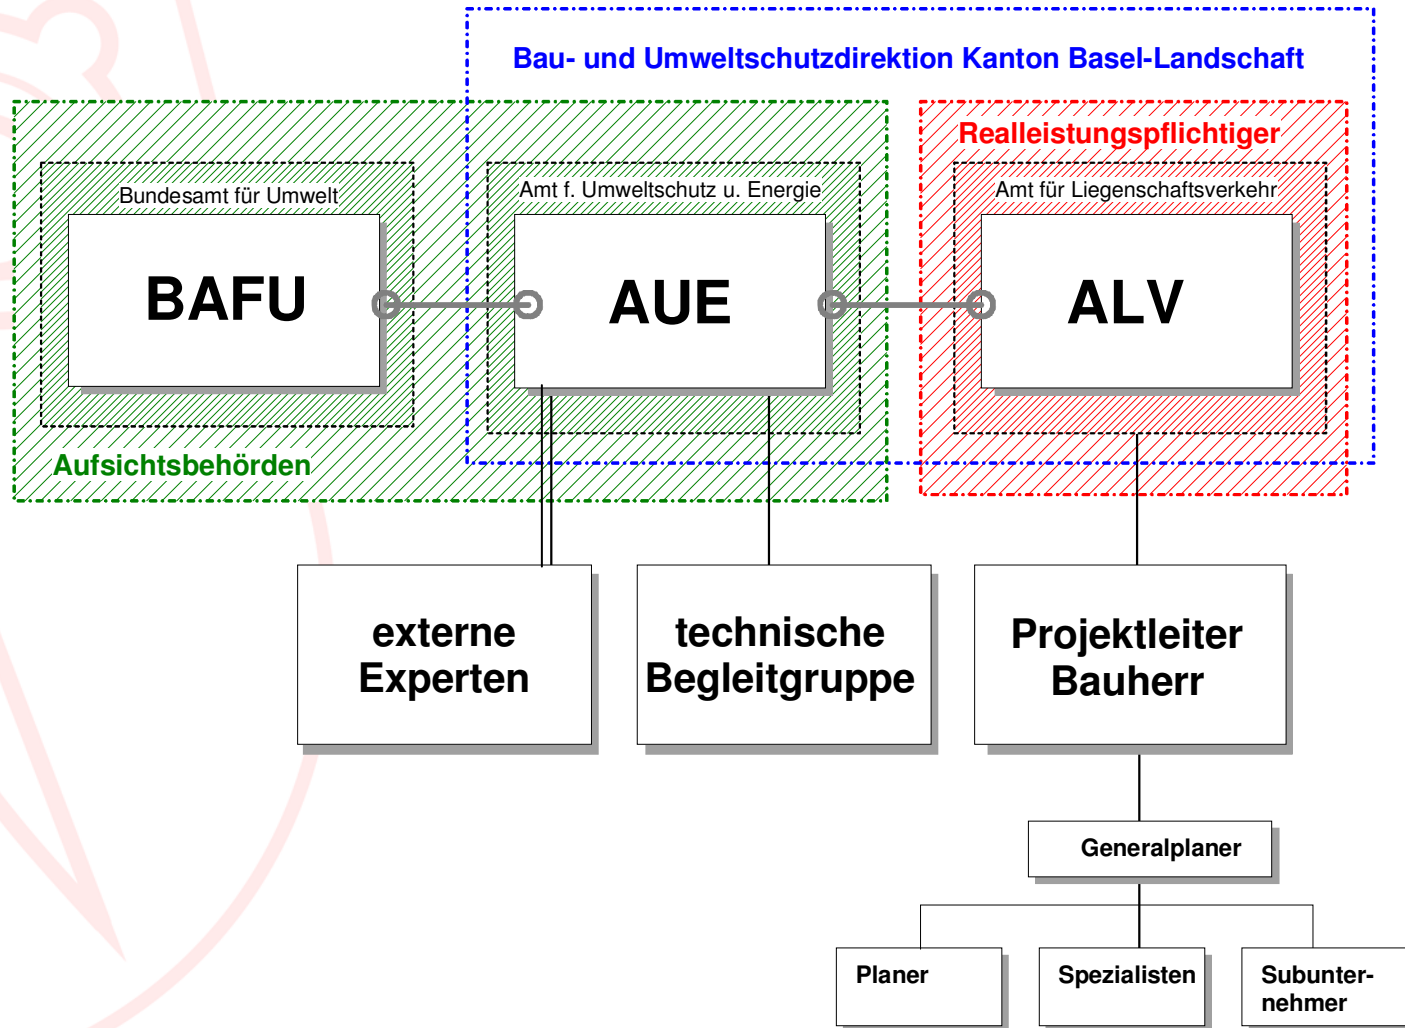 Bau- und Umweltschutzdirektion Kanton Basel-Landschaft
Realleistungspflichtiger
Bundesamt für Umwelt
Amt f. Umweltschutz u. Energie
Amt für Liegenschaftsverkehr
BAFU
AUE
ALV
Aufsichtsbehörden
externe
Experten
technische
Begleitgruppe
Projektleiter
Bauherr
Generalplaner
Planer
Spezialisten
Subunter-
nehmer